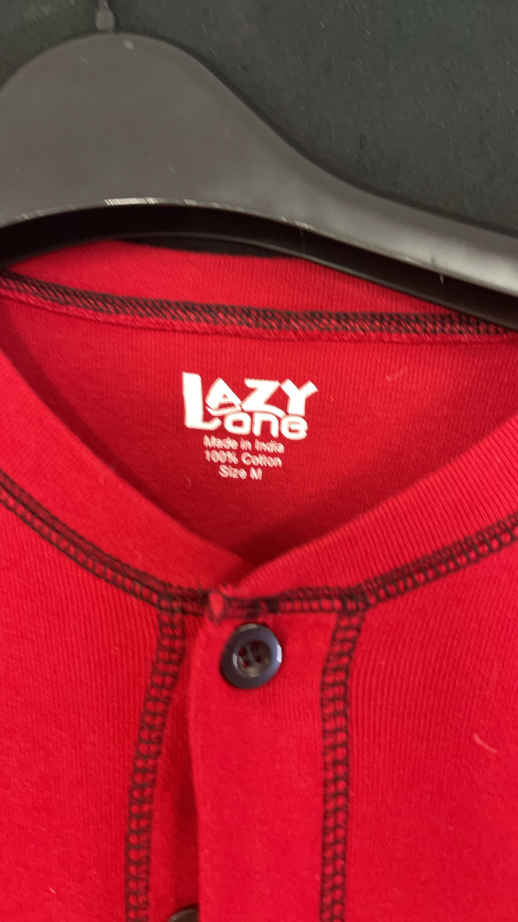 LAZY
one
Made in India
100% Cotton
Size M